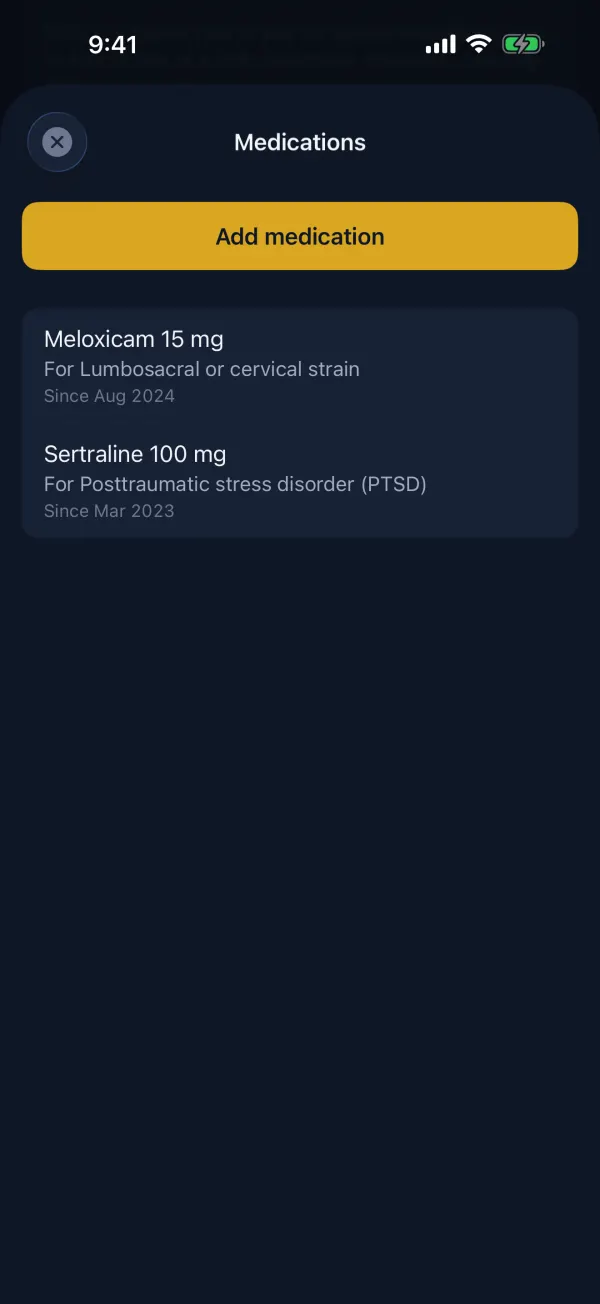 9:41
Medications
Add medication
Meloxicam 15 mg
For Lumbosacral or cervical strain
Since Aug 2024
Sertraline 100 mg
For Posttraumatic stress disorder (PTSD)
Since Mar 2023